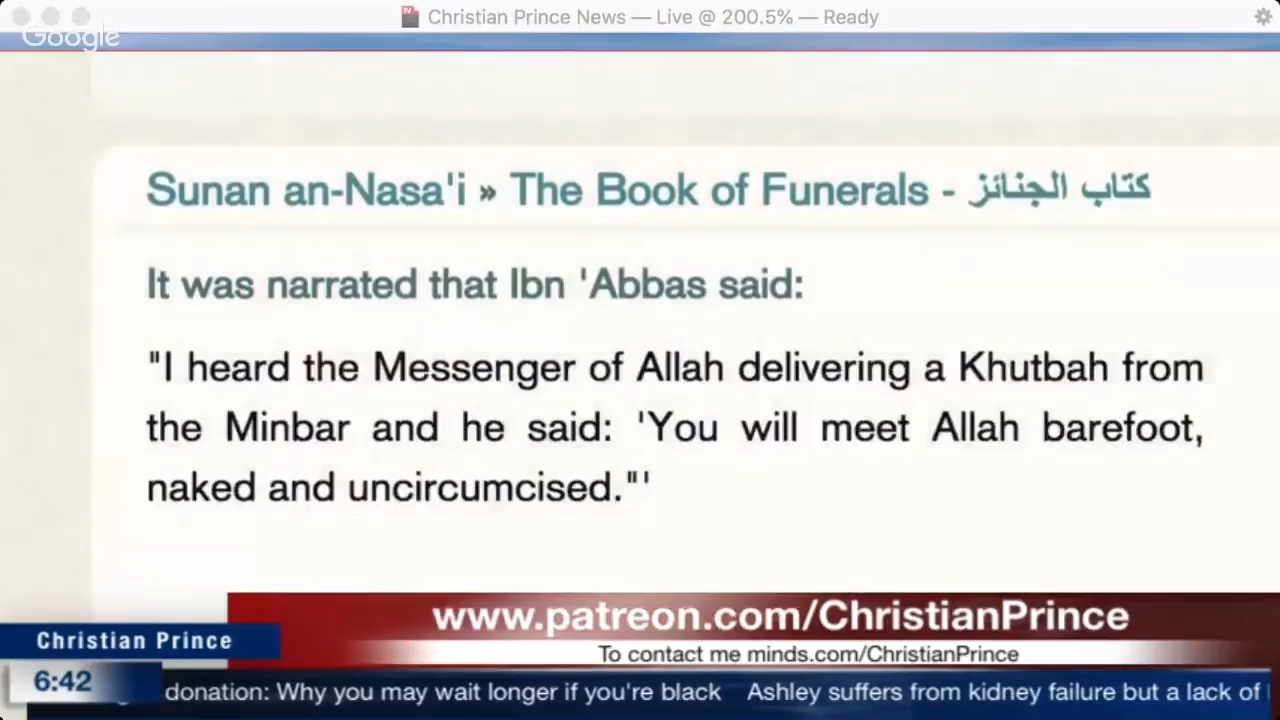 Christian Prince News — Live @ 200.5% — Ready
Google
Sunan an-Nasa'i » The Book of Funerals - كتاب الجنائز
It was narrated that Ibn 'Abbas said:
"I heard the Messenger of Allah delivering a Khutbah from
the Minbar and he said: 'You will meet Allah barefoot,
naked and uncircumcised."'
www.patreon.com/ChristianPrince
Christian Prince
To contact me minds.com/ChristianPrince
6:42
donation: Why you may wait longer if you're black Ashley suffers from kidney failure but a lack of